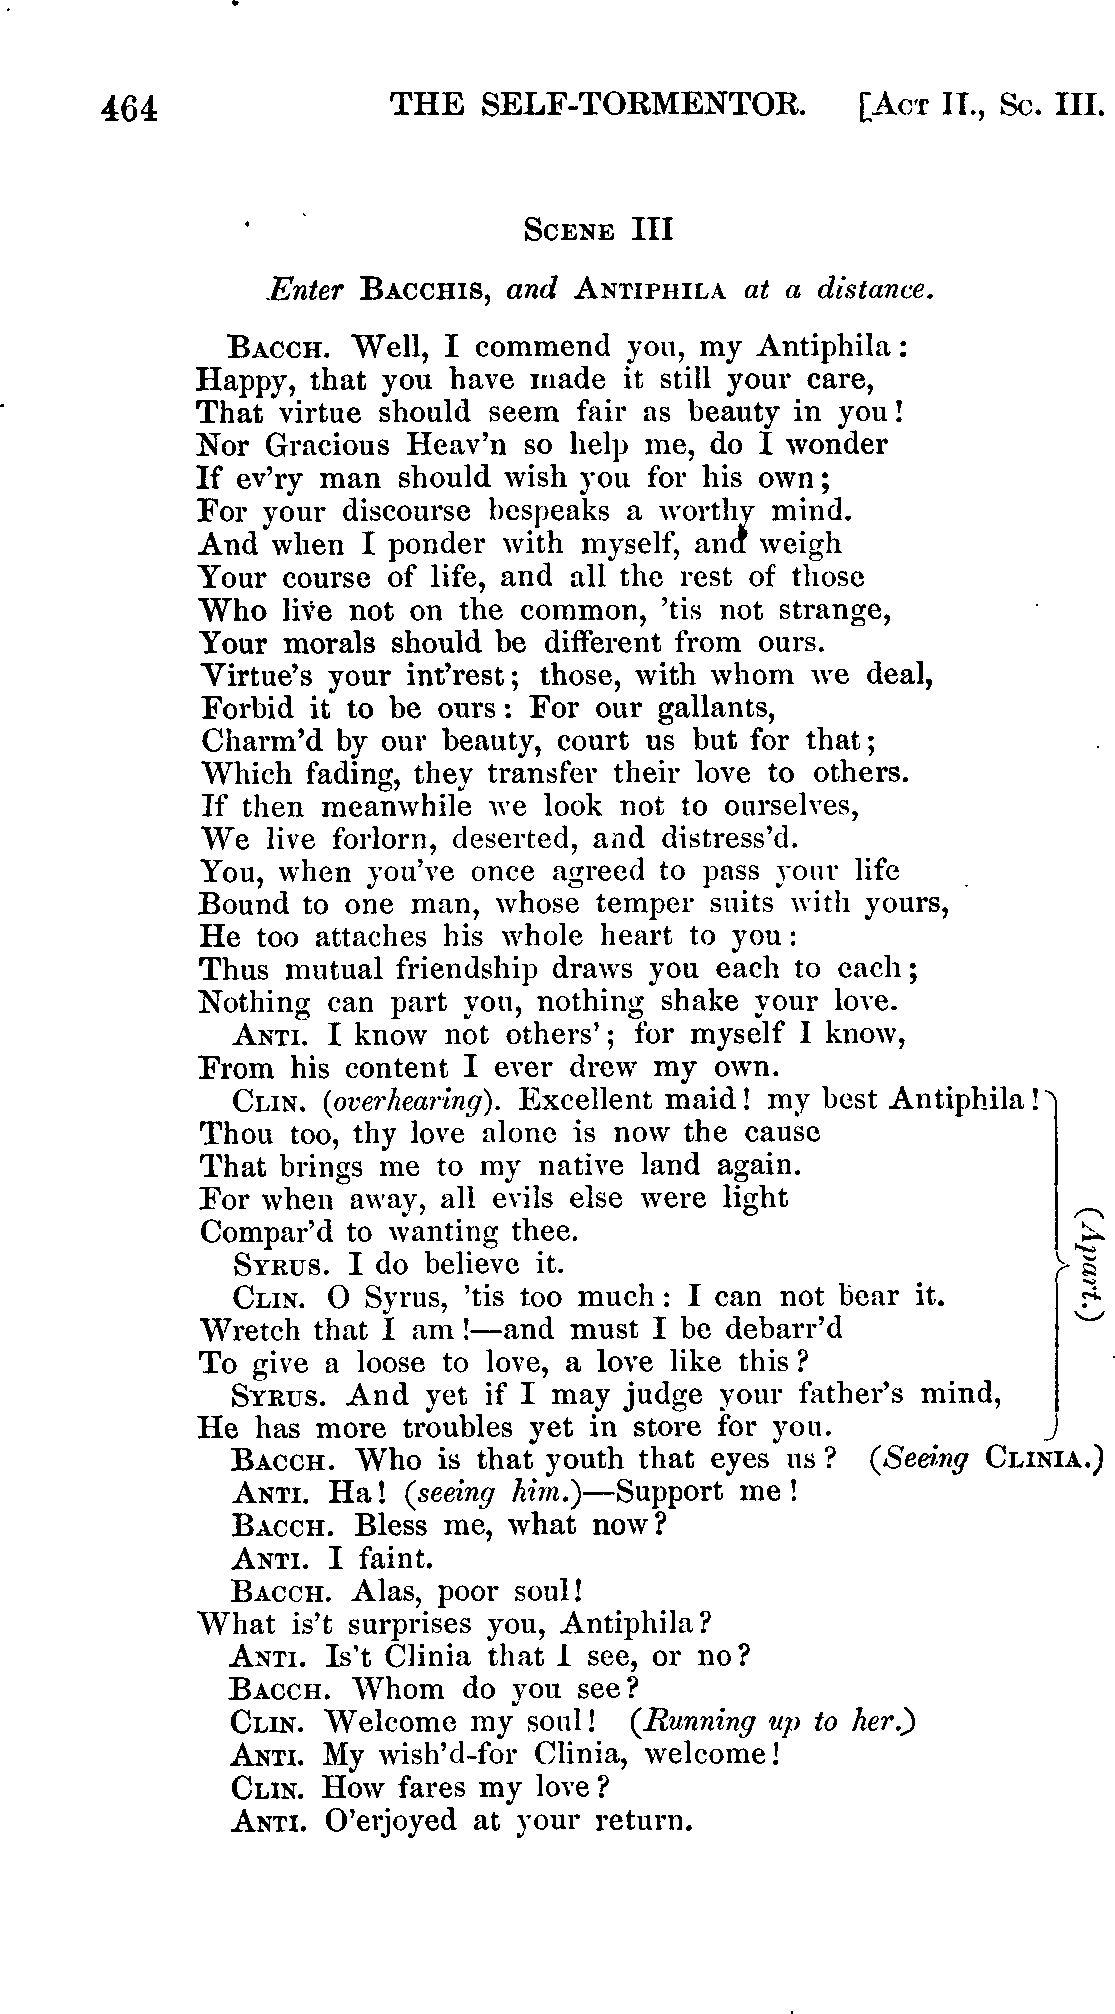 464 THE SELF-TORMENTOR. [Act II., Sc. III.
Scene III
Enter Bacchis, and Antiphila at a distance.
Bacch. Well, I commend you, my Antiphila:
Happy, that you have made it still your care,
That virtue should seem fair as beauty in you!
Nor Gracious Heav'n so help me, do I wonder
If ev'ry man should wish you for his own;
For your discourse bespeaks a worthy mind.
And when I ponder with myself, and weigh
Your course of life, and all the rest of those
Who live not on the common, 'tis not strange,
Your morals should be different from ours.
Virtue's your int'rest; those, with whom we deal,
Forbid it to be ours: For our gallants,
Charm'd by our beauty, court us but for that;
Which fading, they transfer their love to others.
If then meanwhile we look not to ourselves,
We live forlorn, deserted, and distress'd.
You, when you've once agreed to pass your life
Bound to one man, whose temper suits with yours,
He too attaches his whole heart to you:
Thus mutual friendship draws you each to each;
Nothing can part you, nothing shake your love.
Anti. I know not others'; for myself I know,
From his content I ever drew my own.
Clin. (overhearing). Excellent maid! my best Antiphila!
Thou too, thy love alone is now the cause
That brings me to my native land again.
For when away, all evils else were light
Compar'd to wanting thee.
Syrus. I do believe it.
Clin. O Syrus, 'tis too much: I can not bear it.
Wretch that I am!—and must I be debarr'd
To give a loose to love, a love like this?
Syrus. And yet if I may judge your father's mind,
He has more troubles yet in store for you.
(Apart.)
Bacch. Who is that youth that eyes us? (Seeing Clinia.)
Anti. Ha! (seeing him.)—Support me!
Bacch. Bless me, what now?
Anti. I faint.
Bacch. Alas, poor soul!
What is't surprises you, Antiphila?
Anti. Is't Clinia that I see, or no?
Bacch. Whom do you see?
Clin. Welcome my soul! (Running up to her.)
Anti. My wish'd-for Clinia, welcome!
Clin. How fares my love?
Anti. O'erjoyed at your return.